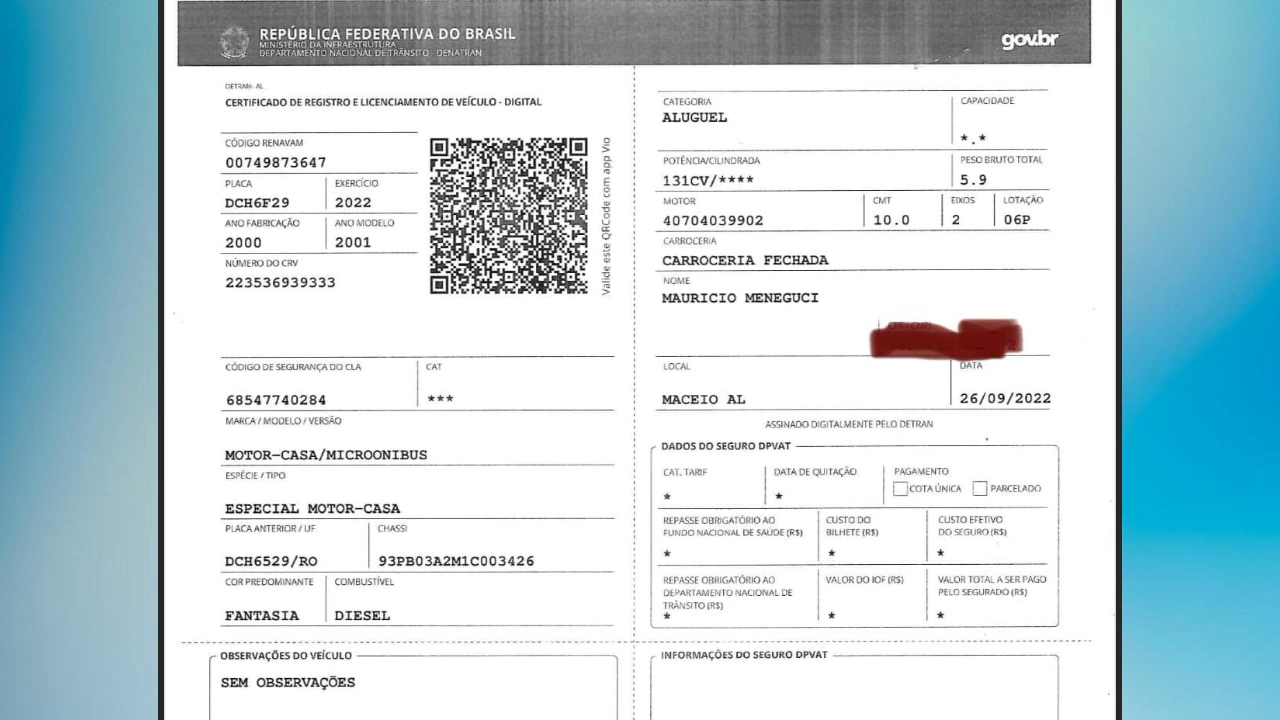 REPÚBLICA FEDERATIVA DO BRASIL
MINISTÉRIO DA INFRAESTRUTURA
DEPARTAMENTO NACIONAL DE TRÂNSITO - DENATRAN
gov.br
DETRAN- AL
CERTIFICADO DE REGISTRO E LICENCIAMENTO DE VEÍCULO - DIGITAL
CÓDIGO RENAVAM
00749873647
PLACA EXERCÍCIO
DCH6F29 2022
ANO FABRICAÇÃO ANO MODELO
2000 2001
NÚMERO DO CRV
223536939333
Valide este QRCode com app Vio
CÓDIGO DE SEGURANÇA DO CLA CAT
68547740284 ***
MARCA / MODELO / VERSÃO
MOTOR-CASA/MICROONIBUS
ESPÉCIE / TIPO
ESPECIAL MOTOR-CASA
PLACA ANTERIOR / UF CHASSI
DCH6529/RO 93PB03A2M1C003426
COR PREDOMINANTE COMBUSTÍVEL
FANTASIA DIESEL
CATEGORIA CAPACIDADE
ALUGUEL *.*
POTÊNCIA/CILINDRADA PESO BRUTO TOTAL
131CV/**** 5.9
MOTOR CMT EIXOS LOTAÇÃO
40704039902 10.0 2 06P
CARROCERIA
CARROCERIA FECHADA
NOME
MAURICIO MENEGUCI
LOCAL DATA
MACEIO AL 26/09/2022
ASSINADO DIGITALMENTE PELO DETRAN
DADOS DO SEGURO DPVAT
CAT. TARIF DATA DE QUITAÇÃO PAGAMENTO
* * COTA ÚNICA PARCELADO
REPASSE OBRIGATÓRIO AO CUSTO DO CUSTO EFETIVO
FUNDO NACIONAL DE SAÚDE (R$) BILHETE (R$) DO SEGURO (R$)
* * *
REPASSE OBRIGATÓRIO AO VALOR DO IOF (R$) VALOR TOTAL A SER PAGO
DEPARTAMENTO NACIONAL DE PELO SEGURADO (R$)
TRÂNSITO (R$)
* * *
OBSERVAÇÕES DO VEÍCULO
SEM OBSERVAÇÕES
INFORMAÇÕES DO SEGURO DPVAT